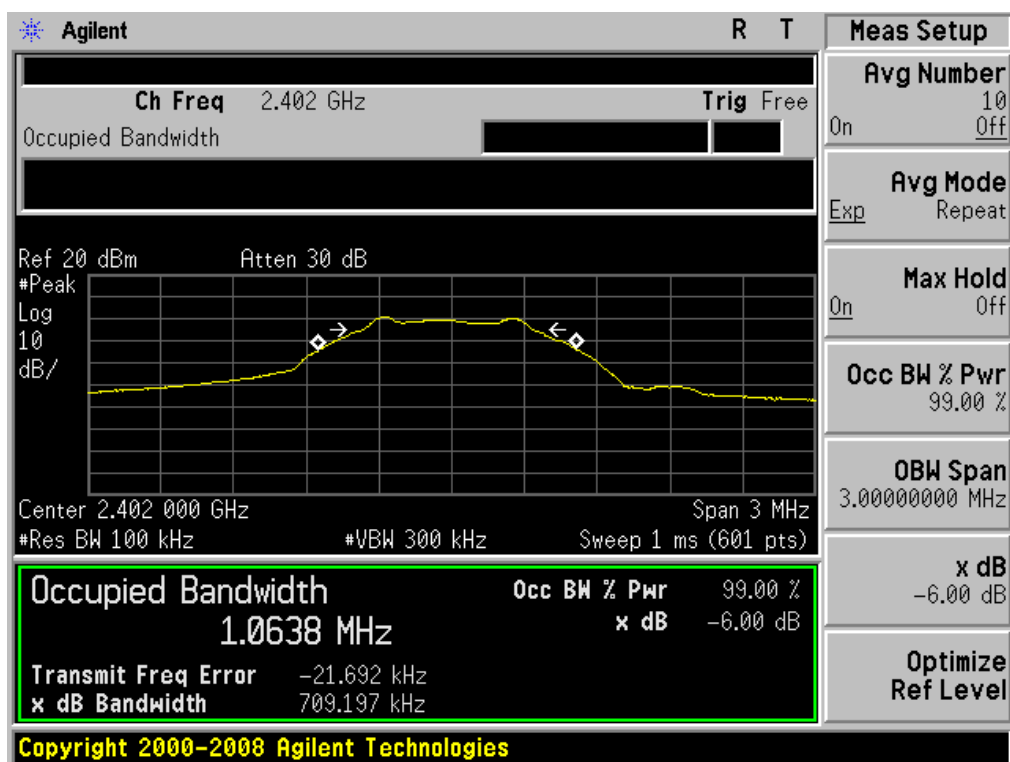 Agilent R T
Ch Freq 2.402 GHz Trig Free
Occupied Bandwidth
Ref 20 dBm Atten 30 dB
#Peak
Log
10
dB/
Center 2.402 000 GHz Span 3 MHz
#Res BW 100 kHz #VBW 300 kHz Sweep 1 ms (601 pts)
Occupied Bandwidth Occ BW % Pwr 99.00 %
1.0638 MHz x dB -6.00 dB
Transmit Freq Error -21.692 kHz
x dB Bandwidth 709.197 kHz
Copyright 2000-2008 Agilent Technologies
Meas Setup
Avg Number
10
On Off
Avg Mode
Exp Repeat
Max Hold
On Off
Occ BW % Pwr
99.00 %
OBW Span
3.00000000 MHz
x dB
-6.00 dB
Optimize
Ref Level